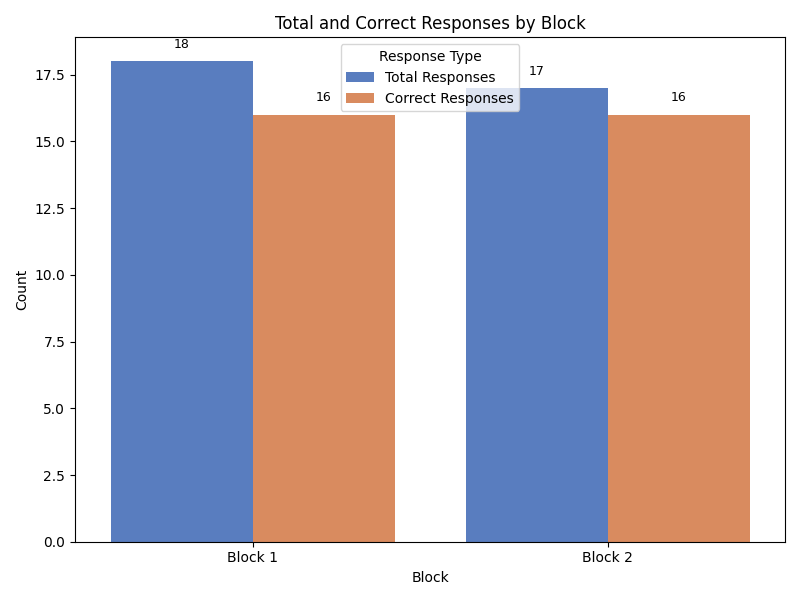 Total and Correct Responses by Block
18
Response Type
Total Responses
Correct Responses
17
16
16
17.5
15.0
12.5
10.0
7.5
5.0
2.5
0.0
Count
Block 1
Block 2
Block